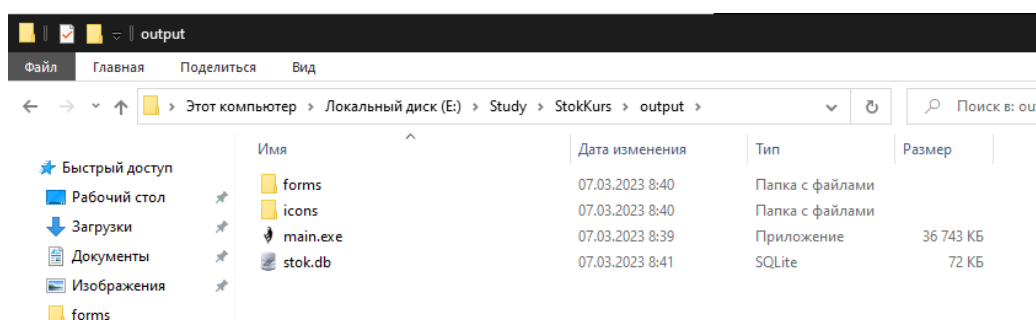 output
Файл Главная Поделиться Вид
Этот компьютер > Локальный диск (E:) > Study > StokKurs > output > Поиск в: ou
Имя Дата изменения Тип Размер
Быстрый доступ
Рабочий стол
Загрузки
Документы
Изображения
forms
forms 07.03.2023 8:40 Папка с файлами
icons 07.03.2023 8:40 Папка с файлами
main.exe 07.03.2023 8:39 Приложение 36 743 КБ
stok.db 07.03.2023 8:41 SQLite 72 КБ